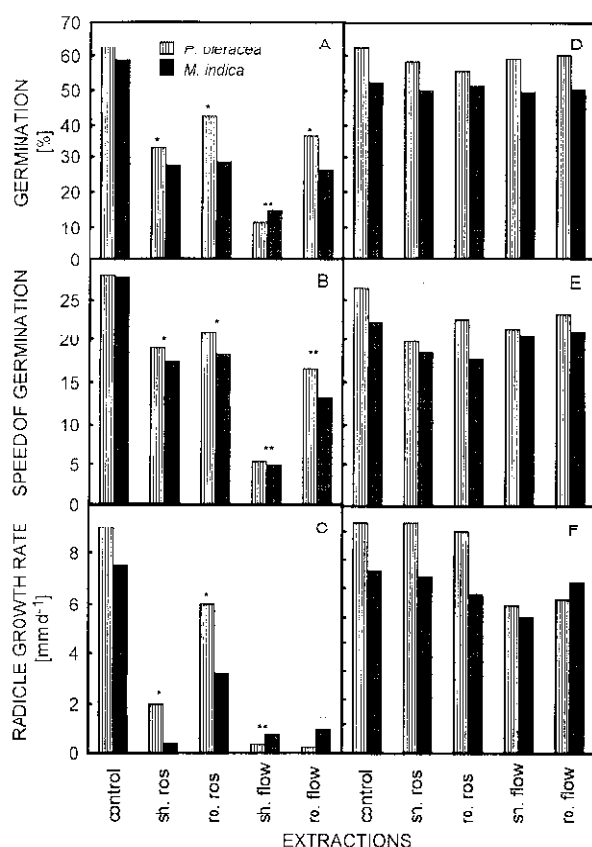 70
60
50
40
30
20
10
0
GERMINATION
[%]
P. oleracea
M. indica
A
*
*
**
*
D
25
20
15
10
5
0
SPEED OF GERMINATION
B
*
*
**
**
E
8
6
4
2
0
RADICLE GROWTH RATE
[mm d-1]
C
*
*
**
F
control
sh. ros
ro. ros
sh. flow
ro. flow
control
sh. ros
ro. ros
sh. flow
ro. flow
EXTRACTIONS